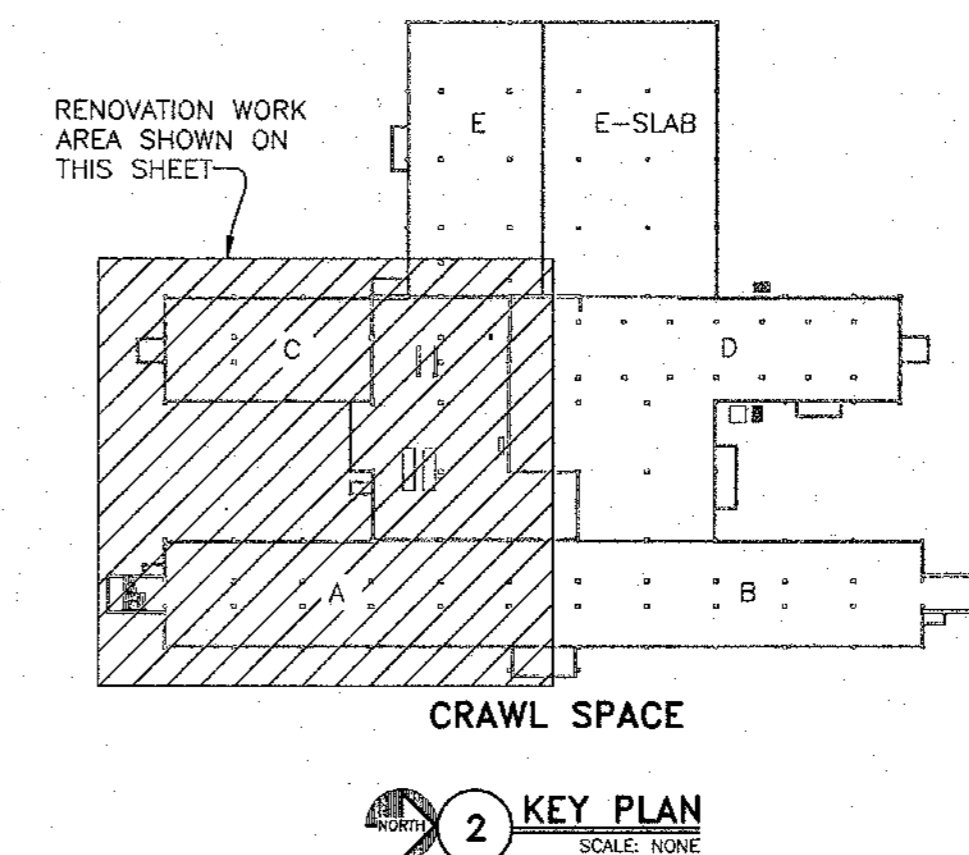 RENOVATION WORK
AREA SHOWN ON
THIS SHEET
E
E-SLAB
C
D
A
B
CRAWL SPACE
NORTH
2
KEY PLAN
SCALE: NONE